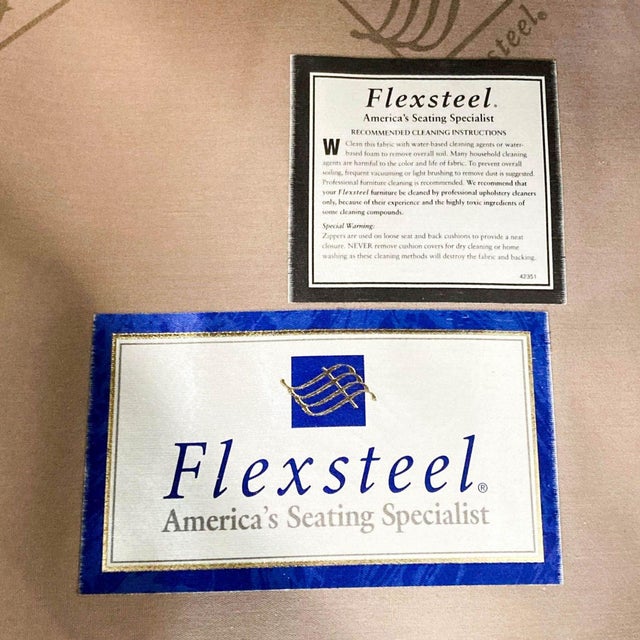 steel®
Flexsteel®
America's Seating Specialist
RECOMMENDED CLEANING INSTRUCTIONS
W Clean this fabric with water-based cleaning agents or water-
based foam to remove overall soil. Many household cleaning
agents are harmful to the color and life of fabric. To prevent overall
soiling, frequent vacuuming or light brushing to remove dust is suggested.
Professional furniture cleaning is recommended. We recommend that
your Flexsteel furniture be cleaned by professional upholstery cleaners
only, because of their experience and the highly toxic ingredients of
some cleaning compounds.
Special Warning:
Zippers are used on loose seat and back cushions to provide a neat
closure. NEVER remove cushion covers for dry cleaning or home
washing as these cleaning methods will destroy the fabric and backing.
42351
Flexsteel®
America's Seating Specialist